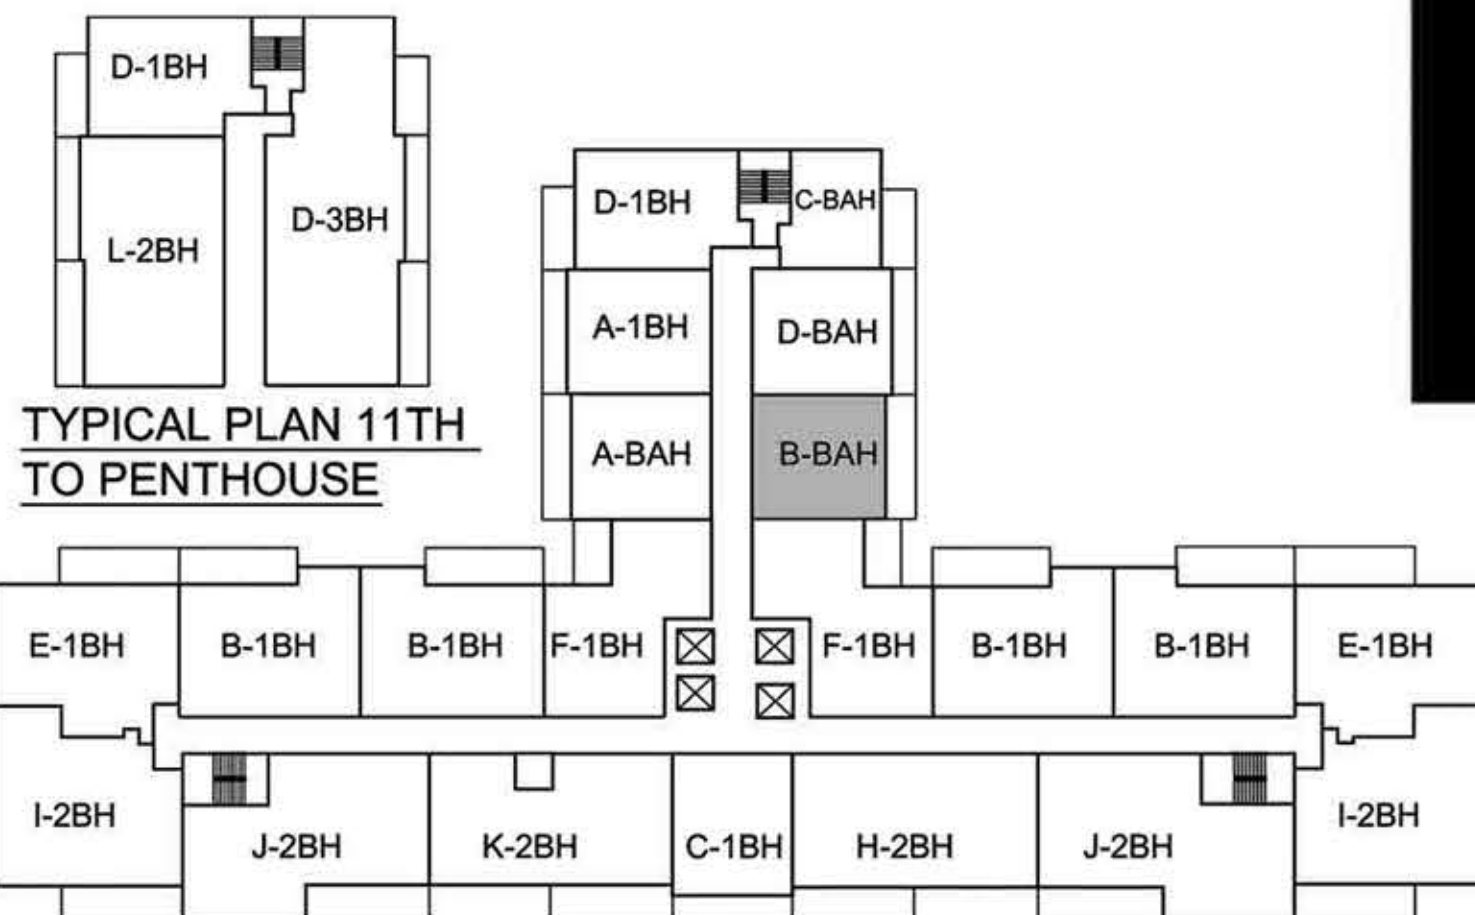 D-1BH
D-3BH
L-2BH
TYPICAL PLAN 11TH
TO PENTHOUSE
D-1BH
C-BAH
A-1BH
D-BAH
A-BAH
B-BAH
E-1BH
B-1BH
B-1BH
F-1BH
F-1BH
B-1BH
B-1BH
E-1BH
I-2BH
J-2BH
K-2BH
C-1BH
H-2BH
J-2BH
I-2BH